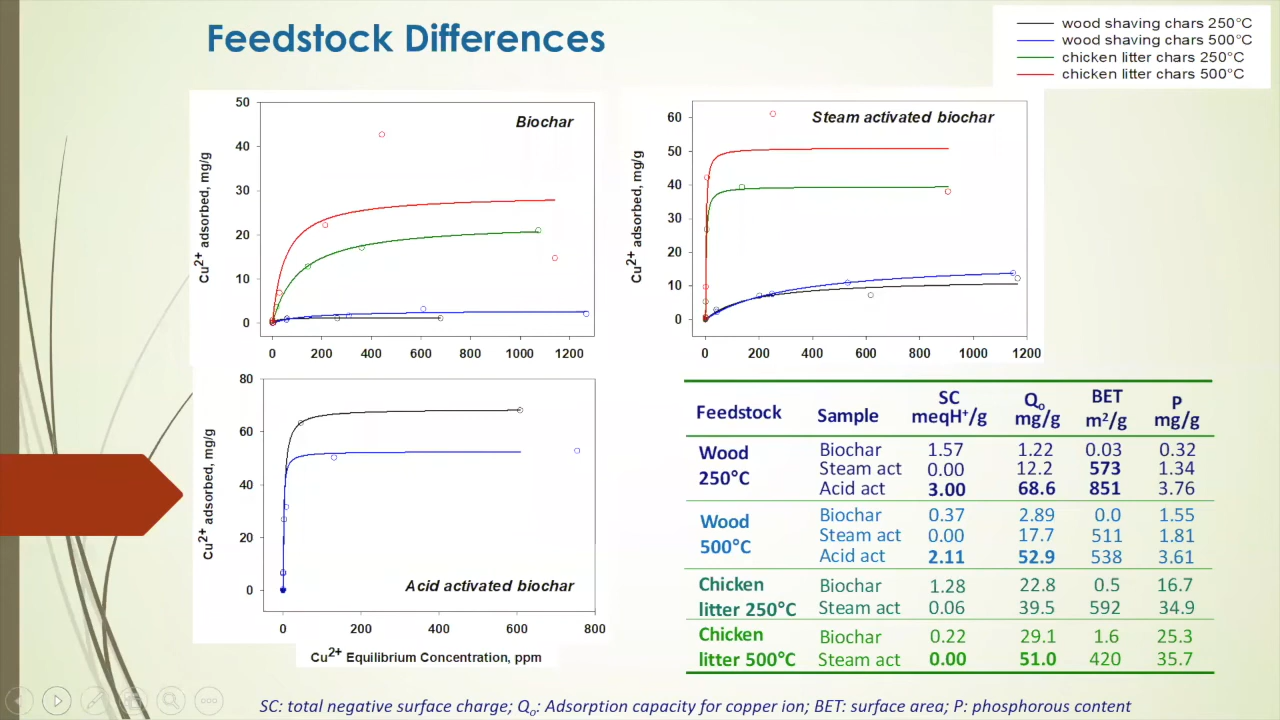 Feedstock Differences
wood shaving chars 250°C
wood shaving chars 500°C
chicken litter chars 250°C
chicken litter chars 500°C
Biochar
Cu2+ adsorbed, mg/g
50
40
30
20
10
0
0 200 400 600 800 1000 1200
Steam activated biochar
Cu2+ adsorbed, mg/g
60
50
40
30
20
10
0
0 200 400 600 800 1000 1200
Cu2+ adsorbed, mg/g
80
60
40
20
0
Acid activated biochar
0 200 400 600 800
Cu2+ Equilibrium Concentration, ppm
Feedstock Sample SC meqH+/g Qo mg/g BET m2/g P mg/g
Wood 250°C
Biochar 1.57 1.22 0.03 0.32
Steam act 0.00 12.2 573 1.34
Acid act 3.00 68.6 851 3.76
Wood 500°C
Biochar 0.37 2.89 0.0 1.55
Steam act 0.00 17.7 511 1.81
Acid act 2.11 52.9 538 3.61
Chicken litter 250°C
Biochar 1.28 22.8 0.5 16.7
Steam act 0.06 39.5 592 34.9
Chicken litter 500°C
Biochar 0.22 29.1 1.6 25.3
Steam act 0.00 51.0 420 35.7
SC: total negative surface charge; Qo: Adsorption capacity for copper ion; BET: surface area; P: phosphorous content